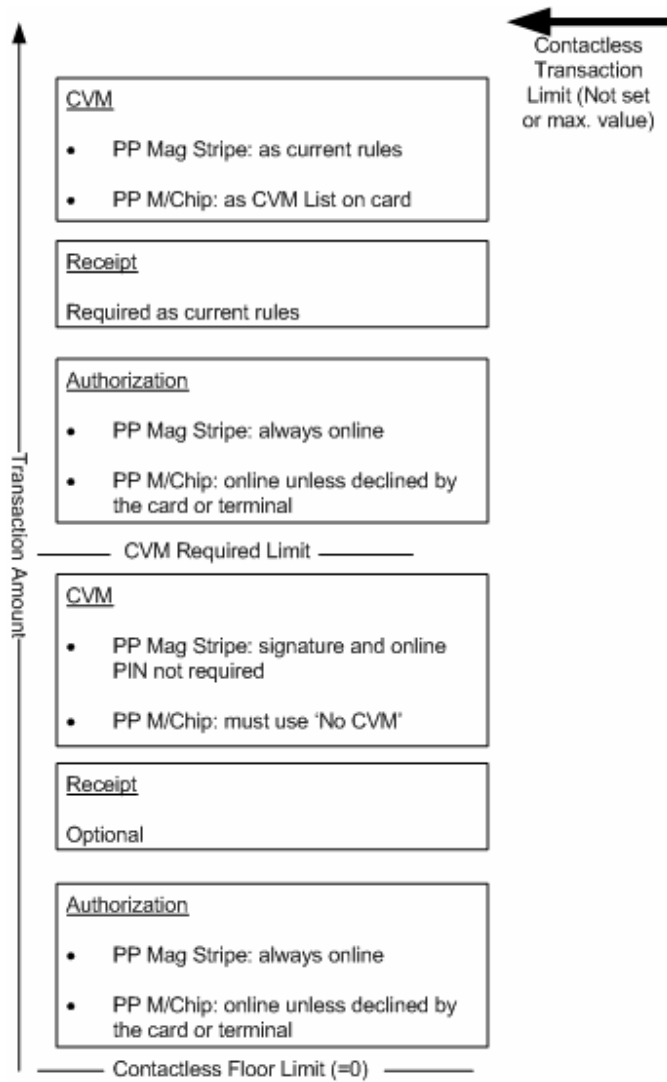 Contactless
Transaction
Limit (Not set
or max. value)
CVM
• PP Mag Stripe: as current rules
• PP M/Chip: as CVM List on card
Receipt
Required as current rules
Authorization
• PP Mag Stripe: always online
• PP M/Chip: online unless declined by
the card or terminal
Transaction Amount
CVM Required Limit
CVM
• PP Mag Stripe: signature and online
PIN not required
• PP M/Chip: must use ‘No CVM’
Receipt
Optional
Authorization
• PP Mag Stripe: always online
• PP M/Chip: online unless declined by
the card or terminal
Contactless Floor Limit (=0)